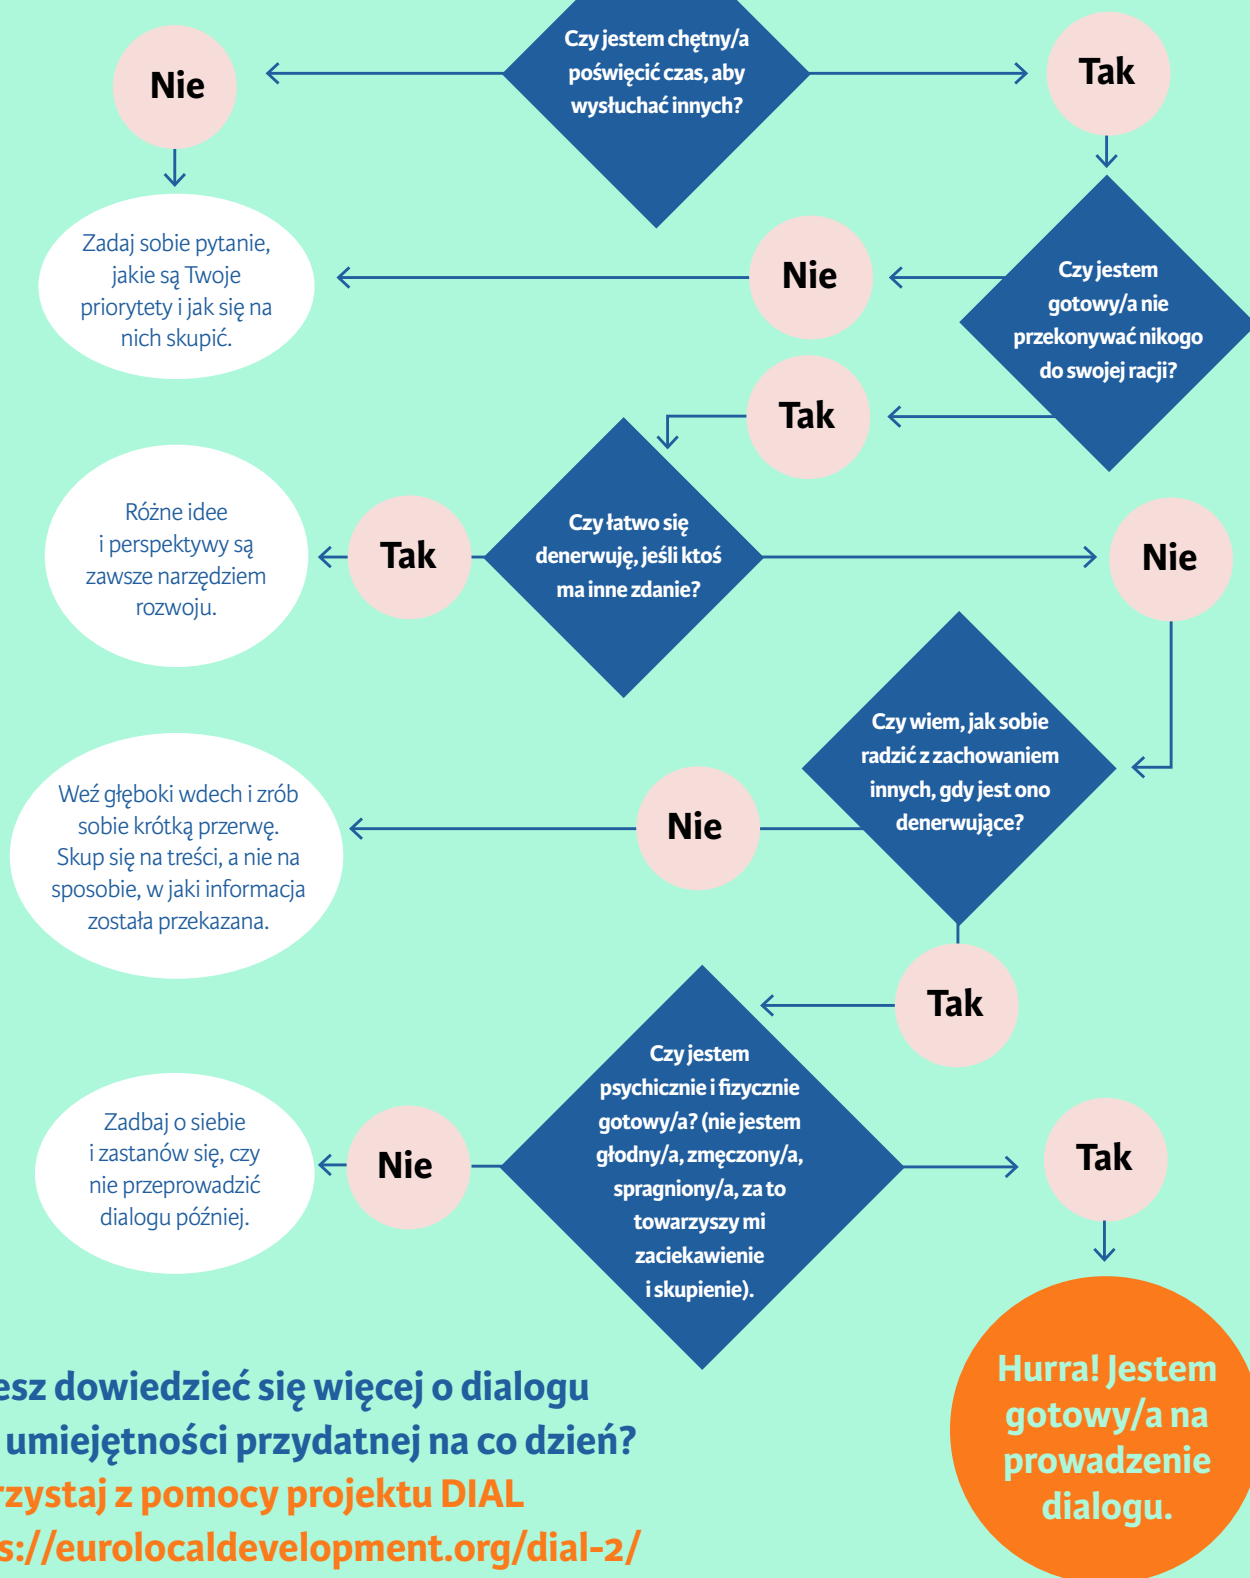 Czy jestem chętny/a
poświęcić czas, aby
wysłuchać innych?
Nie
Tak
Zadaj sobie pytanie,
jakie są Twoje
priorytety i jak się na
nich skupić.
Nie
Czy jestem
gotowy/a nie
przekonywać nikogo
do swojej racji?
Tak
Różne idee
i perspektywy są
zawsze narzędziem
rozwoju.
Tak
Czy łatwo się
denerwuję, jeśli ktoś
ma inne zdanie?
Nie
Czy wiem, jak sobie
radzić z zachowaniem
innych, gdy jest ono
denerwujące?
Weź głęboki wdech i zrób
sobie krótką przerwę.
Skup się na treści, a nie na
sposobie, w jaki informacja
została przekazana.
Nie
Tak
Czy jestem
psychicznie i fizycznie
gotowy/a? (nie jestem
głodny/a, zmęczony/a,
spragniony/a, za to
towarzyszy mi
zaciekawienie
i skupienie).
Zadbaj o siebie
i zastanów się, czy
nie przeprowadzić
dialogu później.
Nie
Tak
Hurra! Jestem
gotowy/a na
prowadzenie
dialogu.
dowiedzieć się więcej o dialogu
umiejętności przydatnej na co dzień?
z pomocy projektu DIAL
s://eurolocaldevelopment.org/dial-2/